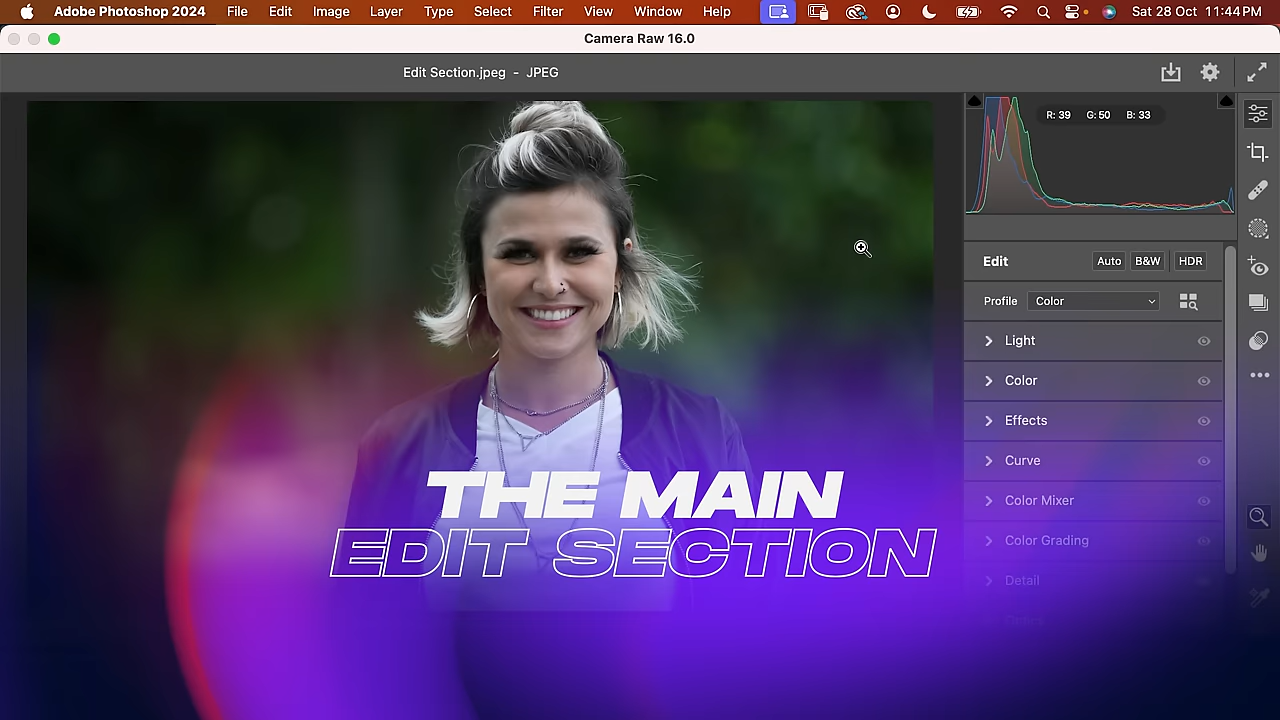 Adobe Photoshop 2024 File Edit Image Layer Type Select Filter View Window Help Sat 28 Oct 11:44 PM
Camera Raw 16.0
Edit Section.jpeg - JPEG
R: 39 G: 50 B: 33
Edit Auto B&W HDR
Profile Color
Light
Color
Effects
Curve
Color Mixer
Color Grading
Detail
THE MAIN
EDIT SECTION